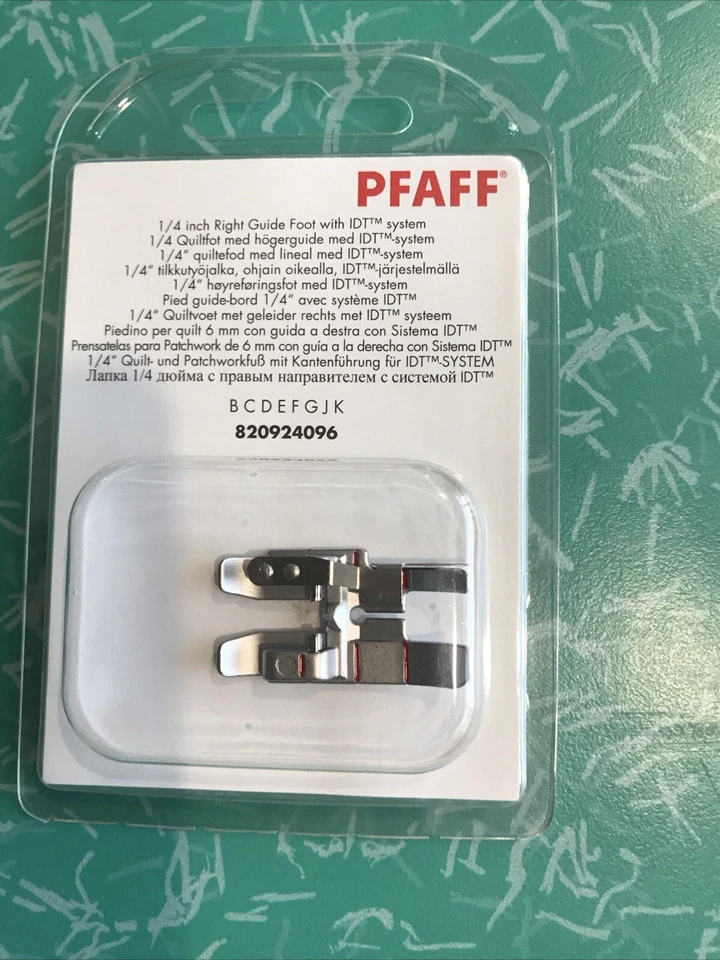 PFAFF®
1/4 inch Right Guide Foot with IDT™ system
1/4 Quiltfot med högerguide med IDT™-system
1/4“ quiltefod med lineal med IDT™-system
1/4“ tilkkutyöjalka, ohjain oikealla, IDT™-järjestelmällä
1/4“ høyreføringsfot med IDT™-system
Pied guide-bord 1/4“ avec système IDT™
1/4“ Quiltvoet met geleider rechts met IDT™ systeem
Piedino per quilt 6 mm con guida a destra con Sistema IDT™
Prensatelas para Patchwork de 6 mm con guía a la derecha con Sistema IDT™
1/4“ Quilt- und Patchworkfuß mit Kantenführung für IDT™-SYSTEM
Лапка 1/4 дюйма с правым направителем с системой IDT™
B C D E F G J K
820924096